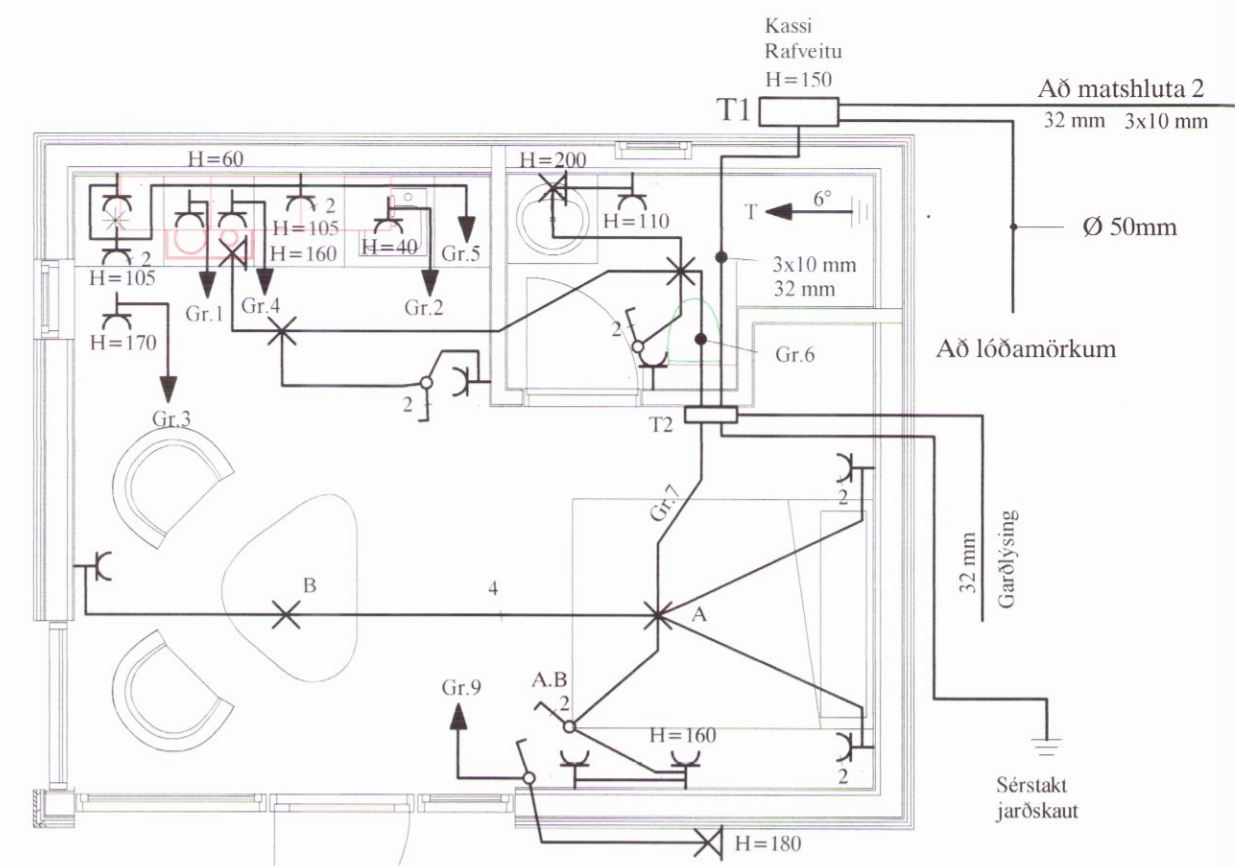 Kassi
Rafveitu
H=150
T1
Að matshluta 2
32 mm 3x10 mm
Ø 50mm
Að lóðamörkum
H=60
H=200
H=110
T
6°
3x10 mm
32 mm
2
H=105
H=160
H=40
Gr.5
2
H=105
Gr.1
Gr.4
Gr.2
H=170
Gr.3
2
2
Gr.6
T2
2
Gr.7
32 mm
Garðlýsing
B
4
A
A.B
2
Gr.9
H=160
2
H=180
Sérstakt
jarðskaut